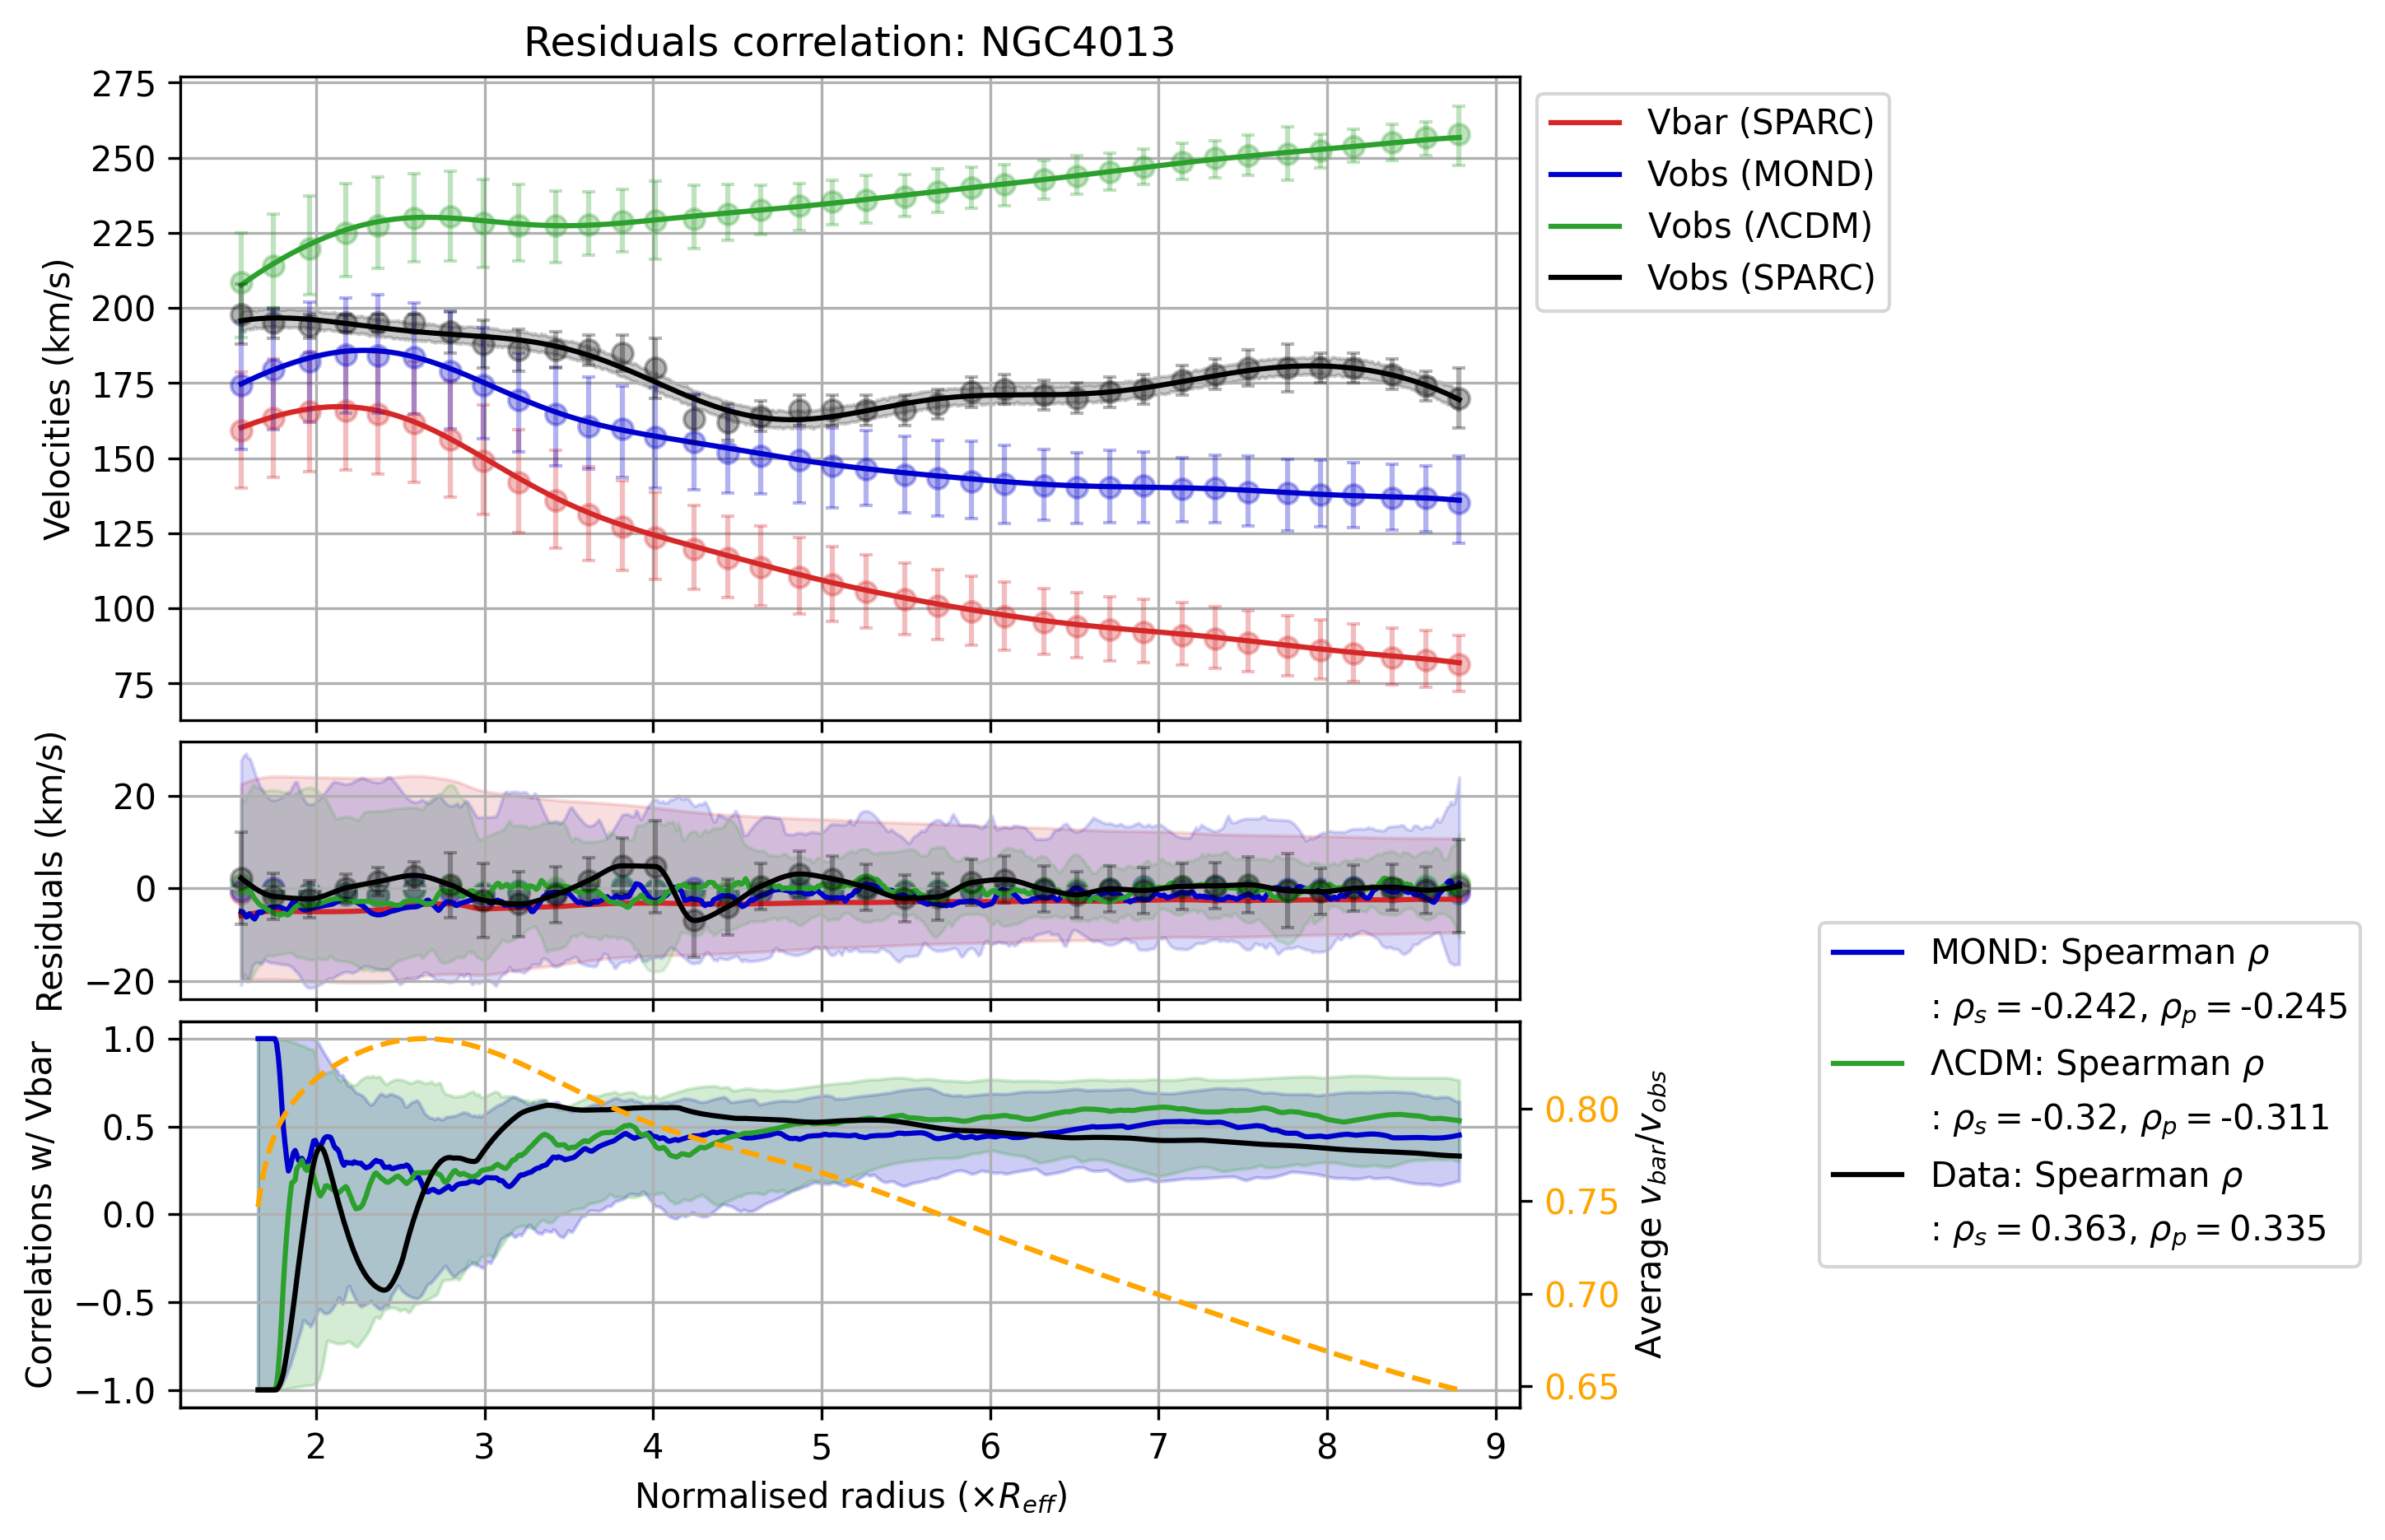 Residuals correlation: NGC4013
275
250
225
200
175
150
125
100
75
Velocities (km/s)
Vbar (SPARC)
Vobs (MOND)
Vobs (ΛCDM)
Vobs (SPARC)
20
0
−20
Residuals (km/s)
1.0
0.5
0.0
−0.5
−1.0
Correlations w/ Vbar
0.80
0.75
0.70
0.65
Average v_bar/v_obs
MOND: Spearman ρ
: ρ_s = -0.242, ρ_p = -0.245
ΛCDM: Spearman ρ
: ρ_s = -0.32, ρ_p = -0.311
Data: Spearman ρ
: ρ_s = 0.363, ρ_p = 0.335
2 3 4 5 6 7 8 9
Normalised radius (×R_eff)